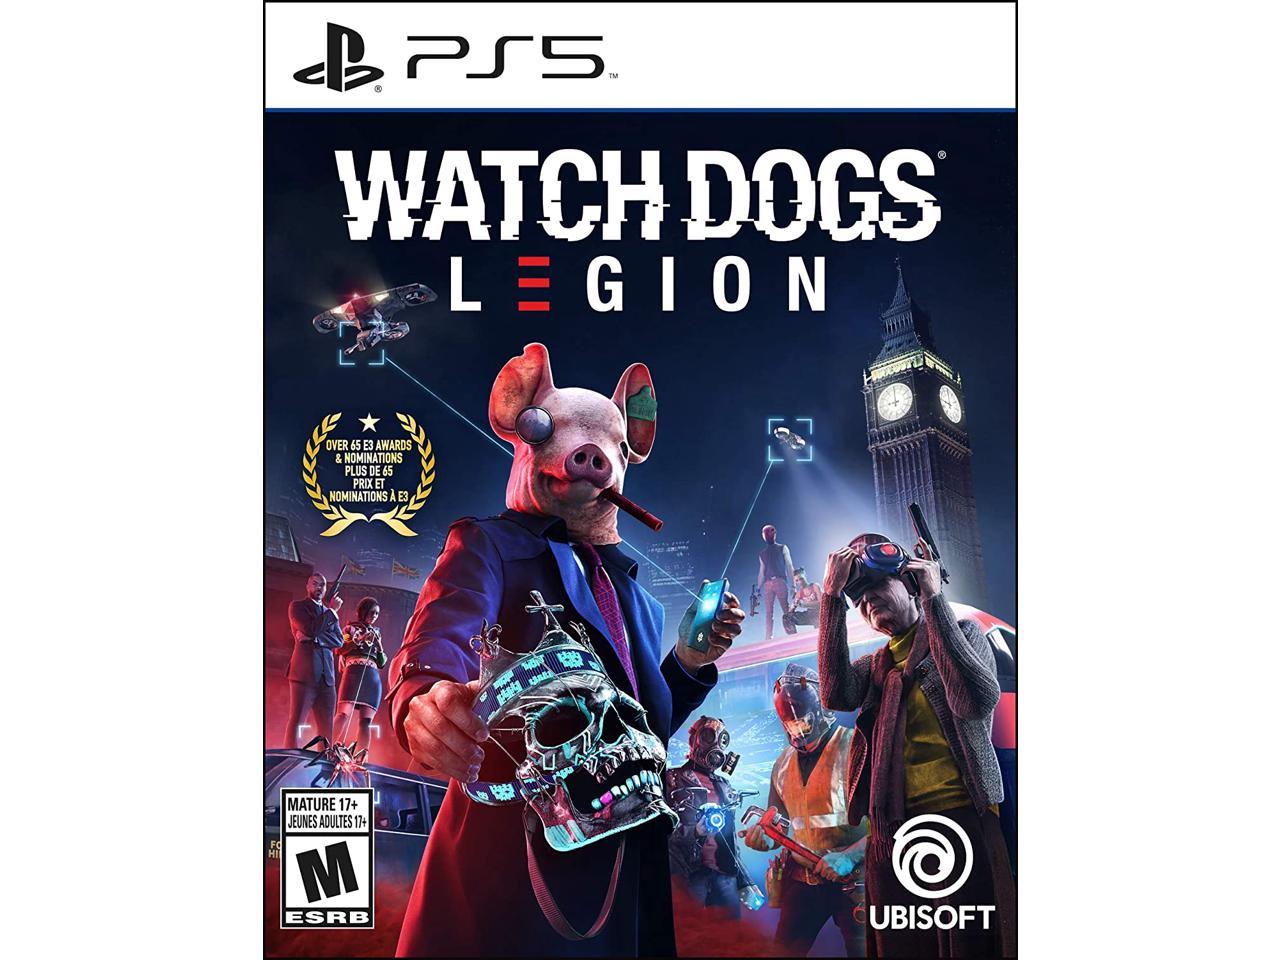 PS5™
WATCH DOGS®
LEGION
OVER 65 E3 AWARDS
& NOMINATIONS
PLUS DE 65
PRIX ET
NOMINATIONS À E3
MATURE 17+
JEUNES ADULTES 17+
M
ESRB
UBISOFT